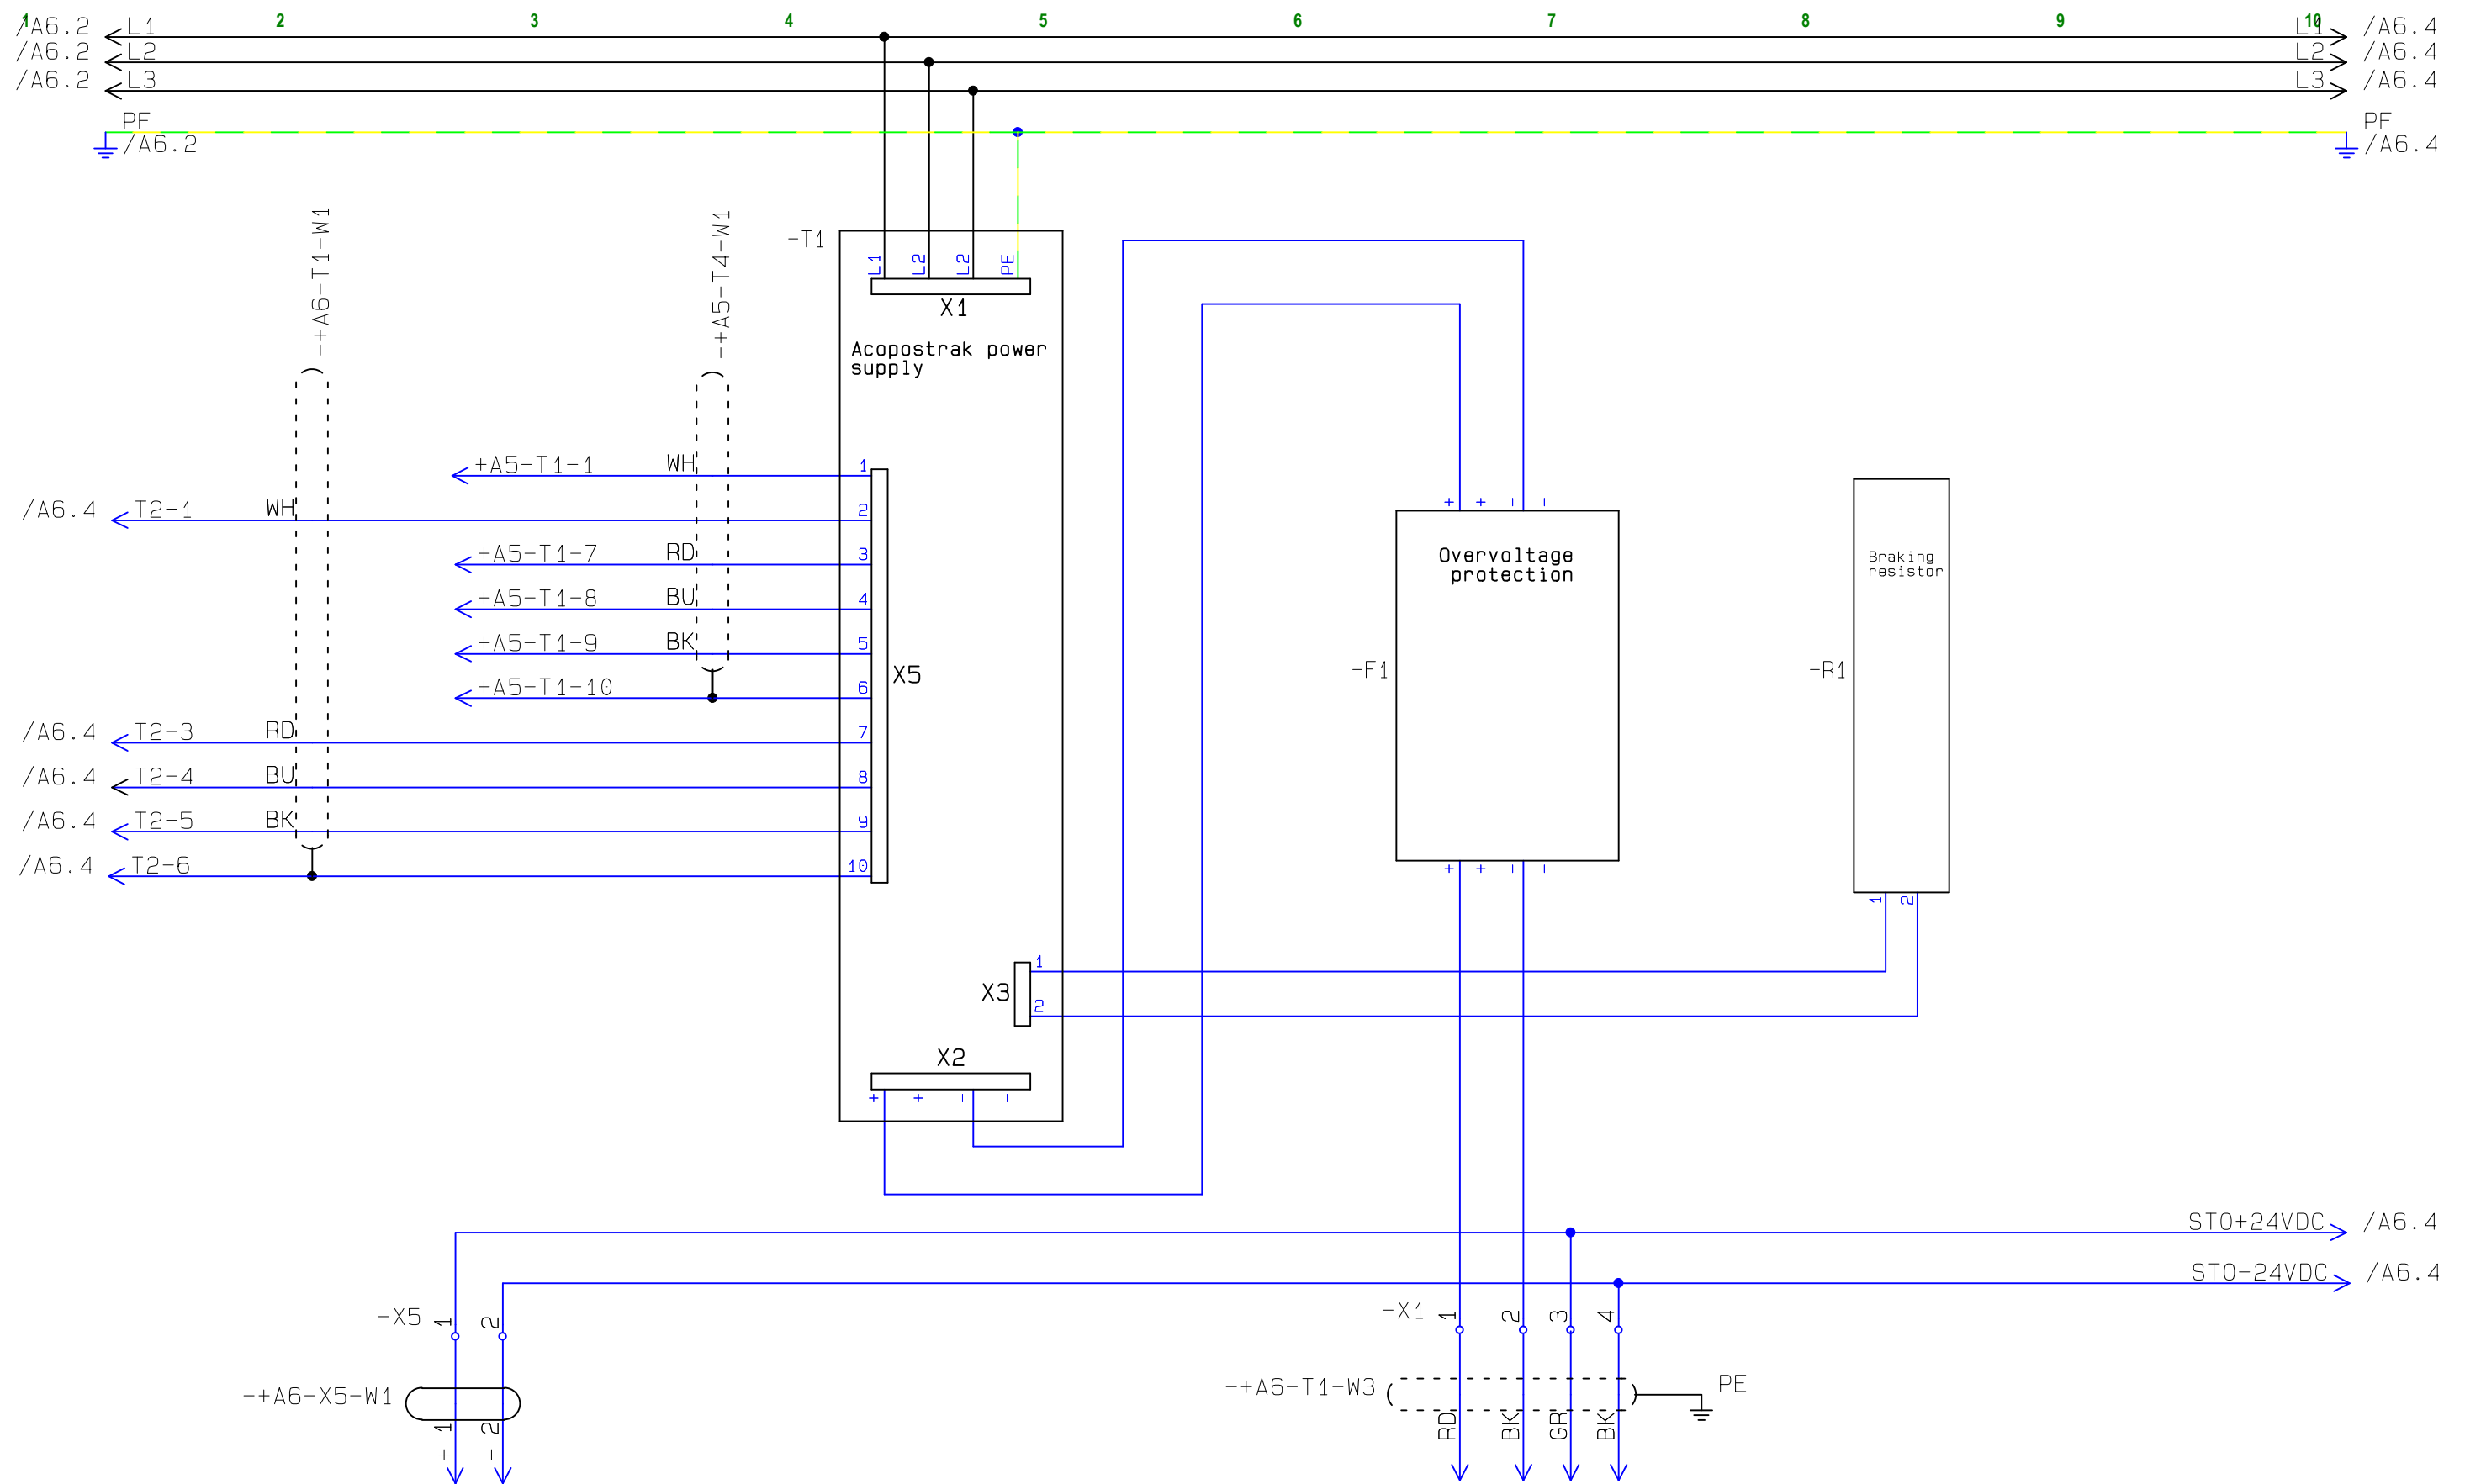 1 2 3 4 5 6 7 8 9 10
/A6.2 L1 L1 /A6.4
/A6.2 L2 L2 /A6.4
/A6.2 L3 L3 /A6.4
PE PE
/A6.2 /A6.4
-+A6-T1-W1
-+A5-T4-W1
-T1
L1 L2 L2 PE
X1
Acopostrak power
supply
+A5-T1-1 WH 1
/A6.4 T2-1 WH 2
+A5-T1-7 RD 3
+A5-T1-8 BU 4
+A5-T1-9 BK 5
+A5-T1-10 6
X5
/A6.4 T2-3 RD 7
/A6.4 T2-4 BU 8
/A6.4 T2-5 BK 9
/A6.4 T2-6 10
+ + - -
Overvoltage
protection
-F1
+ + - -
Braking
resistor
-R1
1 2
X3
1
2
X2
+ + - -
STO+24VDC /A6.4
STO-24VDC /A6.4
-X5 1 2
-X1 1 2 3 4
-+A6-X5-W1
+ 1 - 2
-+A6-T1-W3 PE
RD BK GR BK